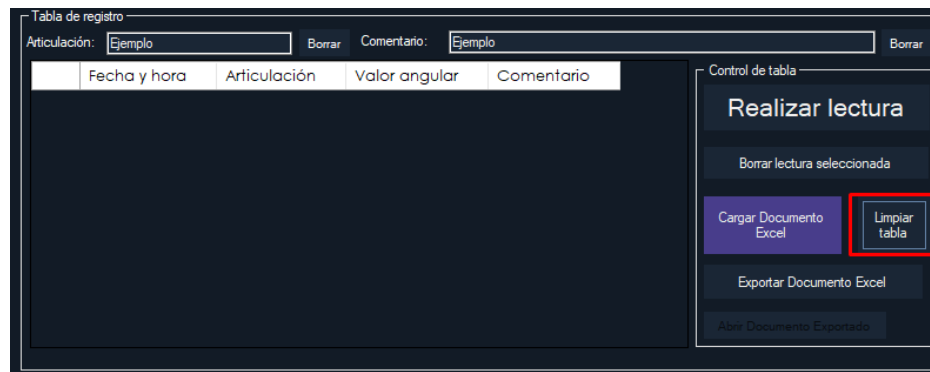 Tabla de registro
Articulación: Ejemplo Borrar Comentario: Ejemplo Borrar
Fecha y hora Articulación Valor angular Comentario
Control de tabla
Realizar lectura
Borrar lectura seleccionada
Cargar Documento
Excel
Limpiar
tabla
Exportar Documento Excel
Abrir Documento Exportado